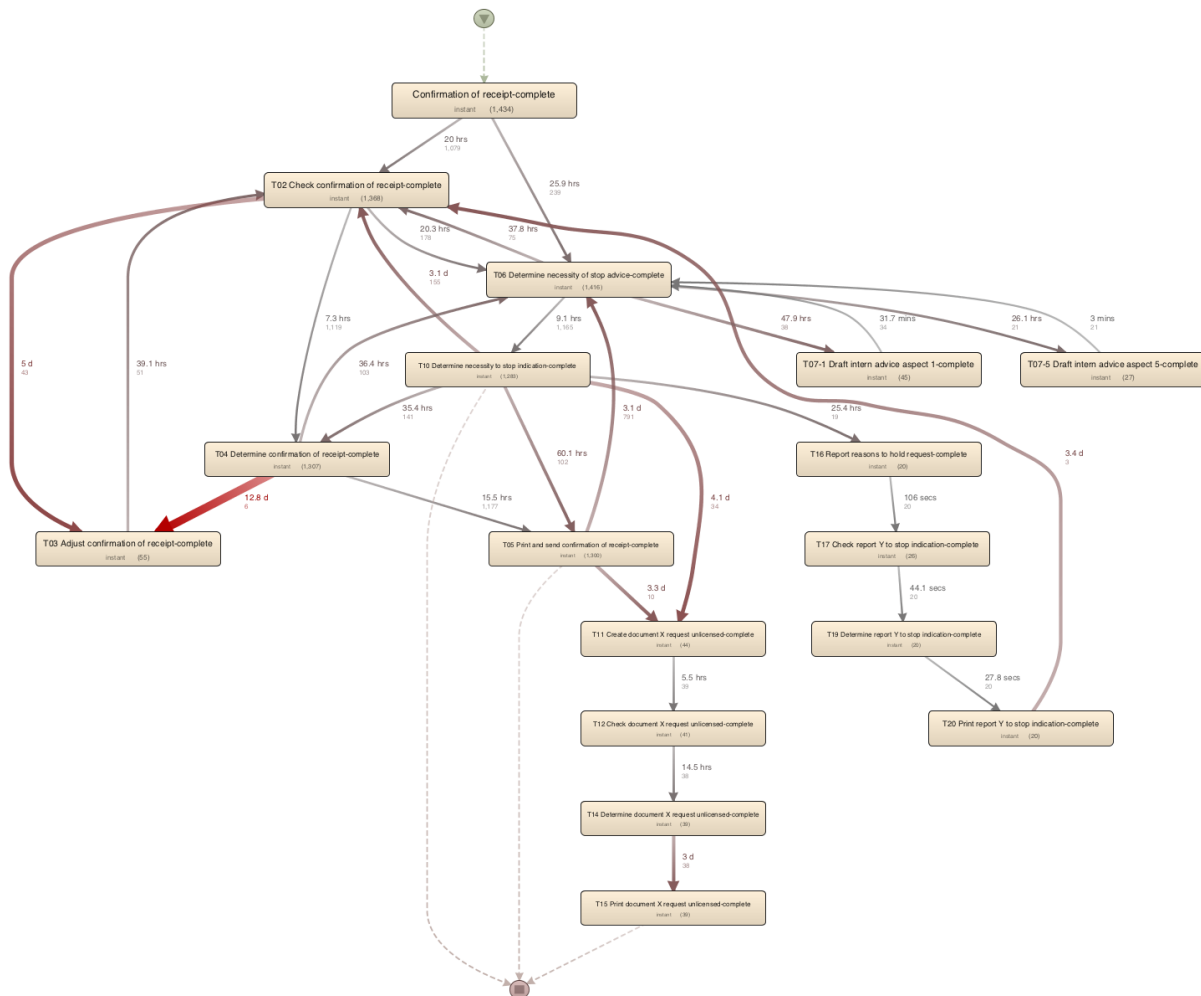 Confirmation of receipt-complete
instant (1,434)
20 hrs
1,079
T02 Check confirmation of receipt-complete
instant (1,368)
25.9 hrs
239
20.3 hrs
178
37.8 hrs
75
3.1 d
155
T06 Determine necessity of stop advice-complete
instant (1,416)
7.3 hrs
1,119
9.1 hrs
1,165
47.9 hrs
38
31.7 mins
34
26.1 hrs
21
3 mins
21
5 d
43
39.1 hrs
51
36.4 hrs
103
T10 Determine necessity to stop indication-complete
instant
T07-1 Draft intern advice aspect 1-complete
instant (45)
T07-5 Draft intern advice aspect 5-complete
instant (27)
35.4 hrs
141
3.1 d
791
25.4 hrs
19
T04 Determine confirmation of receipt-complete
instant (1,307)
60.1 hrs
102
T16 Report reasons to hold request-complete
instant (20)
3.4 d
3
12.8 d
6
15.5 hrs
1,177
4.1 d
34
106 secs
20
T03 Adjust confirmation of receipt-complete
instant (55)
T05 Print and send confirmation of receipt-complete
instant (1,300)
T17 Check report Y to stop indication-complete
instant
3.3 d
10
44.1 secs
20
T11 Create document X request unlicensed-complete
instant (44)
T19 Determine report Y to stop indication-complete
instant (20)
5.5 hrs
39
27.8 secs
20
T12 Check document X request unlicensed-complete
instant (41)
T20 Print report Y to stop indication-complete
instant (20)
14.5 hrs
38
T14 Determine document X request unlicensed-complete
instant (39)
3 d
38
T15 Print document X request unlicensed-complete
instant (39)